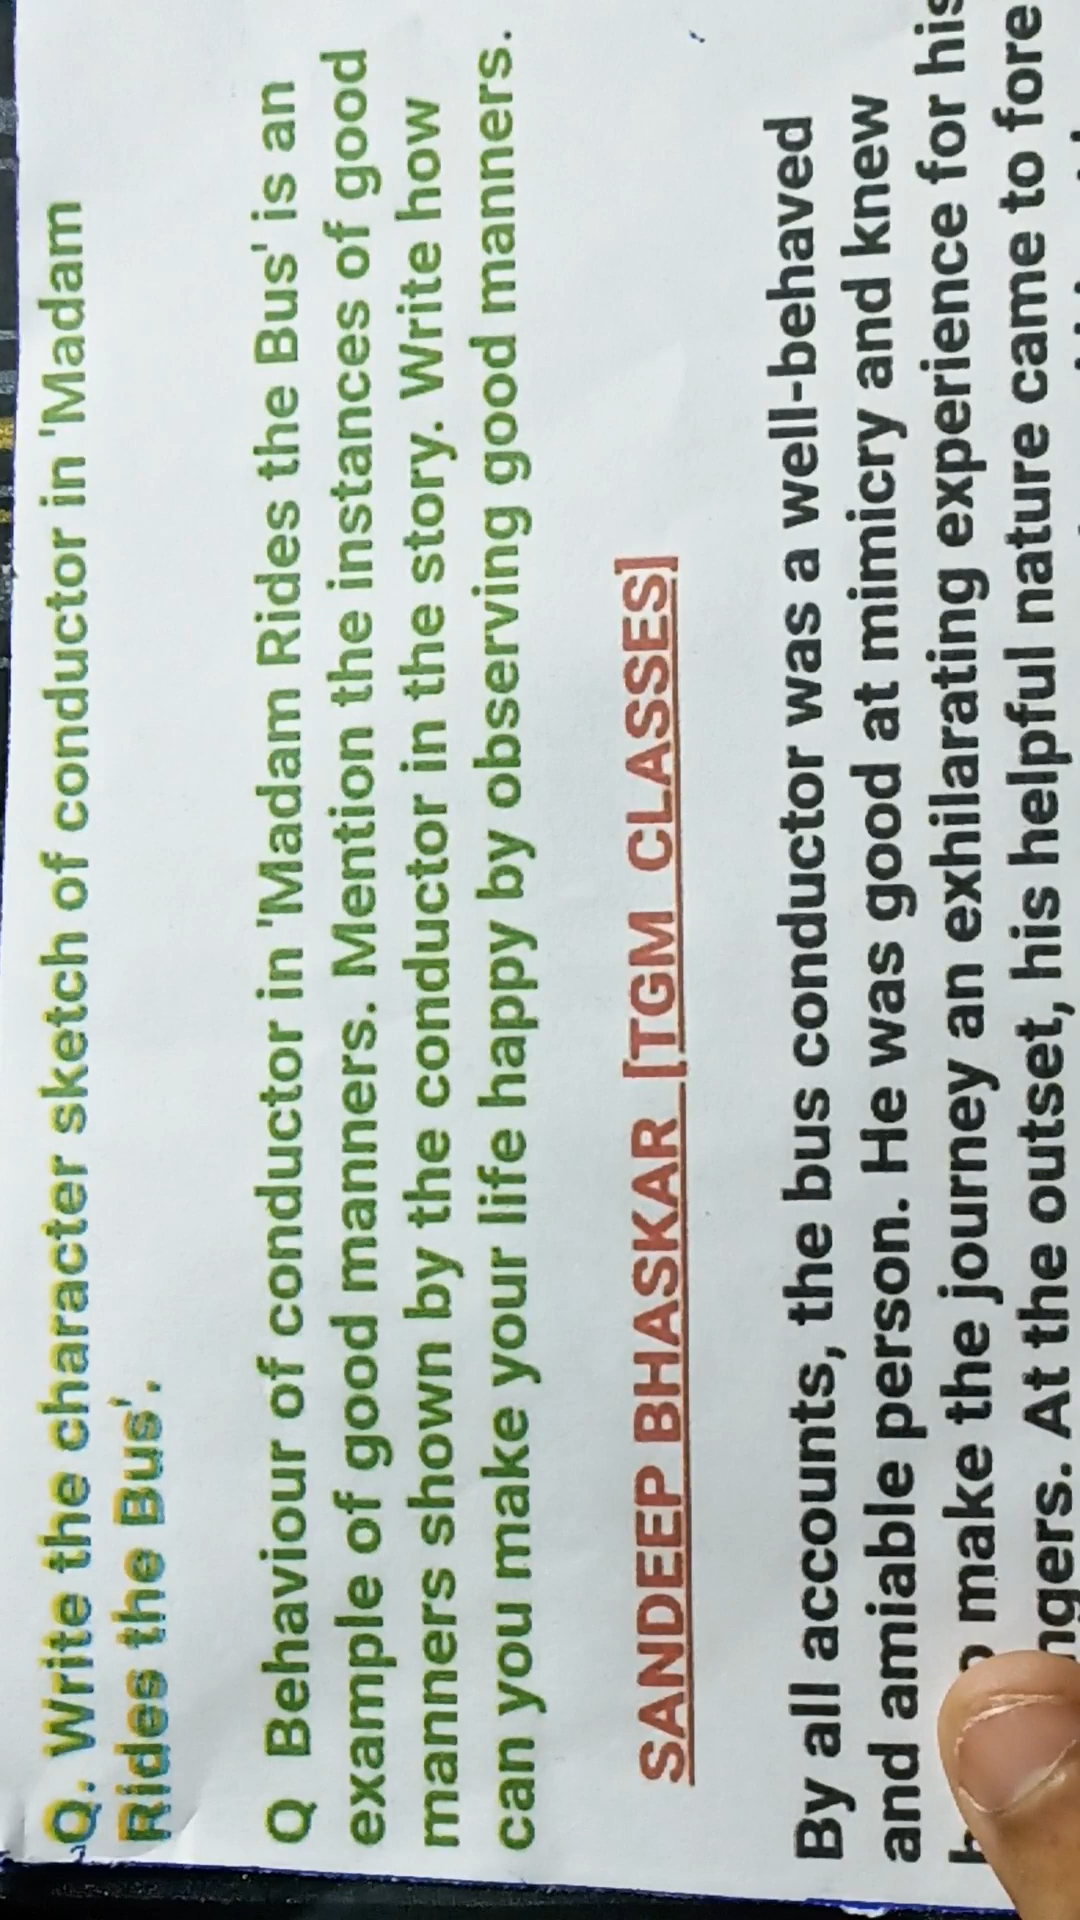 Q. Write the character sketch of conductor in 'Madam
Rides the Bus'.
Q Behaviour of conductor in 'Madam Rides the Bus' is an
example of good manners. Mention the instances of good
manners shown by the conductor in the story. Write how
can you make your life happy by observing good manners.
SANDEEP BHASKAR [TGM CLASSES]
By all accounts, the bus conductor was a well-behaved
and amiable person. He was good at mimicry and knew
make the journey an exhilarating experience for his
At the outset, his helpful nature came to fore